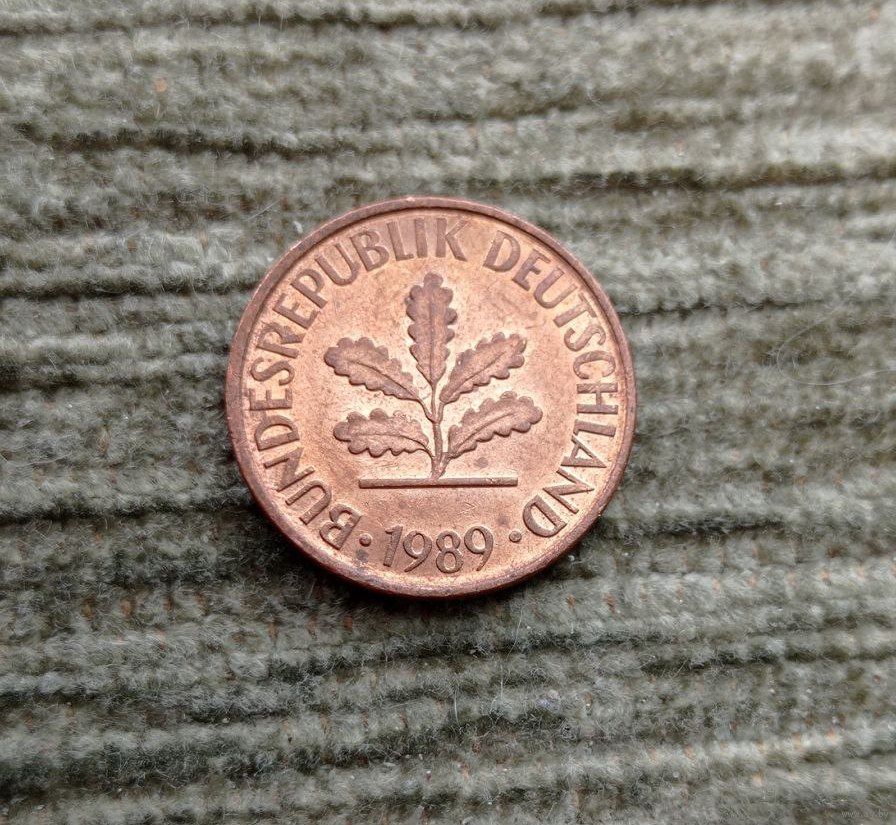 BUNDESREPUBLIK DEUTSCHLAND
· 1989 ·